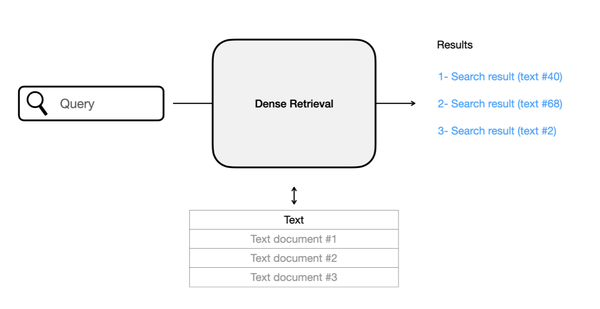 Results
Query
Dense Retrieval
1- Search result (text #40)
2- Search result (text #68)
3- Search result (text #2)
Text
Text document #1
Text document #2
Text document #3